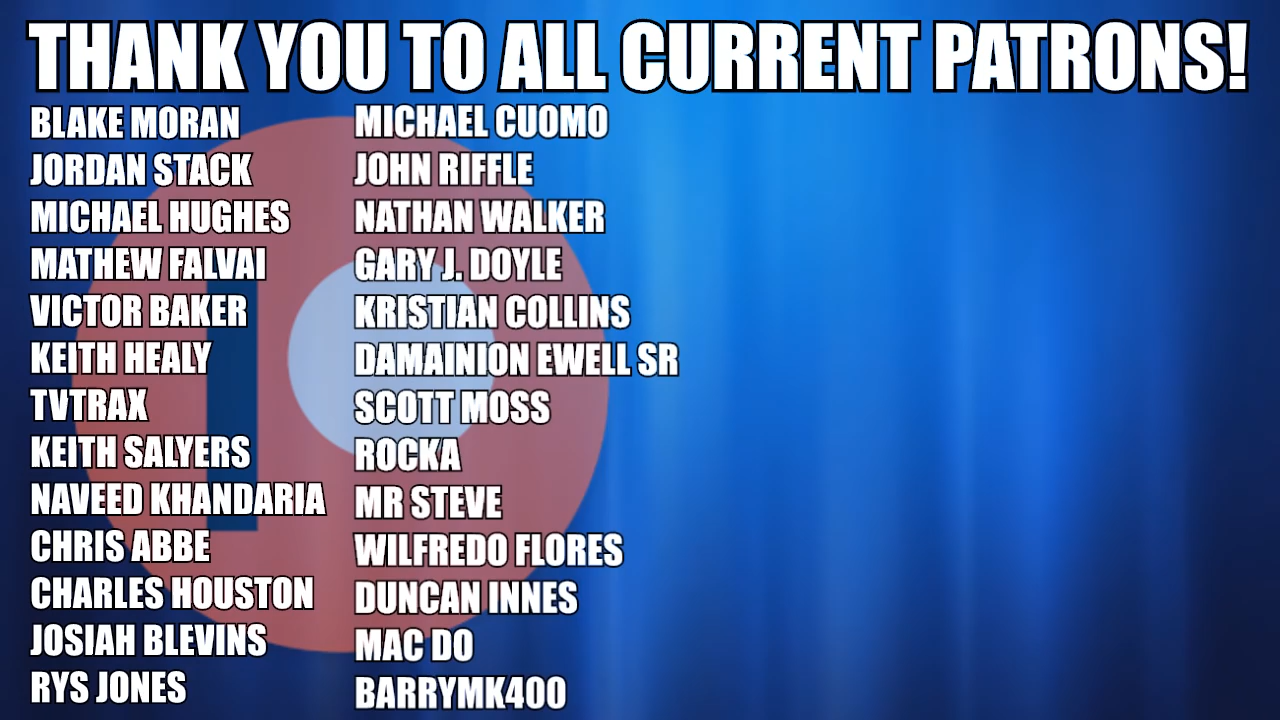 THANK YOU TO ALL CURRENT PATRONS!
BLAKE MORAN
JORDAN STACK
MICHAEL HUGHES
MATHEW FALVAI
VICTOR BAKER
KEITH HEALY
TVTRAX
KEITH SALYERS
NAVEED KHANDARIA
CHRIS ABBE
CHARLES HOUSTON
JOSIAH BLEVINS
RYS JONES
MICHAEL CUOMO
JOHN RIFFLE
NATHAN WALKER
GARY J. DOYLE
KRISTIAN COLLINS
DAMAINION EWELL SR
SCOTT MOSS
ROCKA
MR STEVE
WILFREDO FLORES
DUNCAN INNES
MAC DO
BARRYMK400